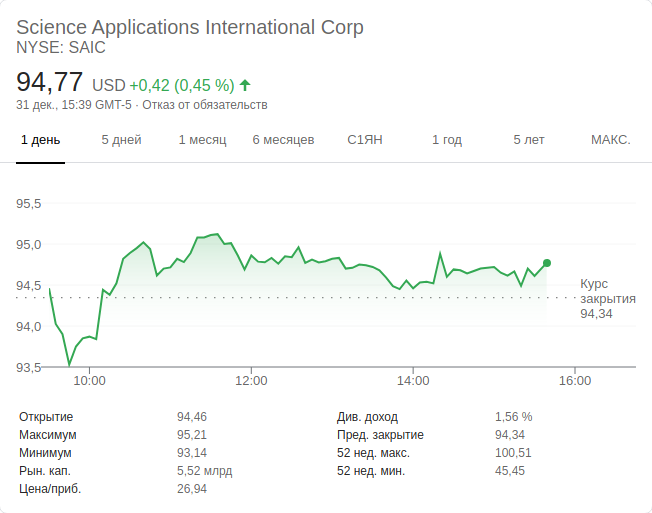 Science Applications International Corp
NYSE: SAIC
94,77 USD +0,42 (0,45 %)
31 дек., 15:39 GMT-5 · Отказ от обязательств
1 день 5 дней 1 месяц 6 месяцев С1ЯН 1 год 5 лет МАКС.
95,5
95,0
94,5
94,0
93,5
Курс
закрытия
94,34
10:00 12:00 14:00 16:00
Открытие 94,46 Див. доход 1,56 %
Максимум 95,21 Пред. закрытие 94,34
Минимум 93,14 52 нед. макс. 100,51
Рын. кап. 5,52 млрд 52 нед. мин. 45,45
Цена/приб. 26,94